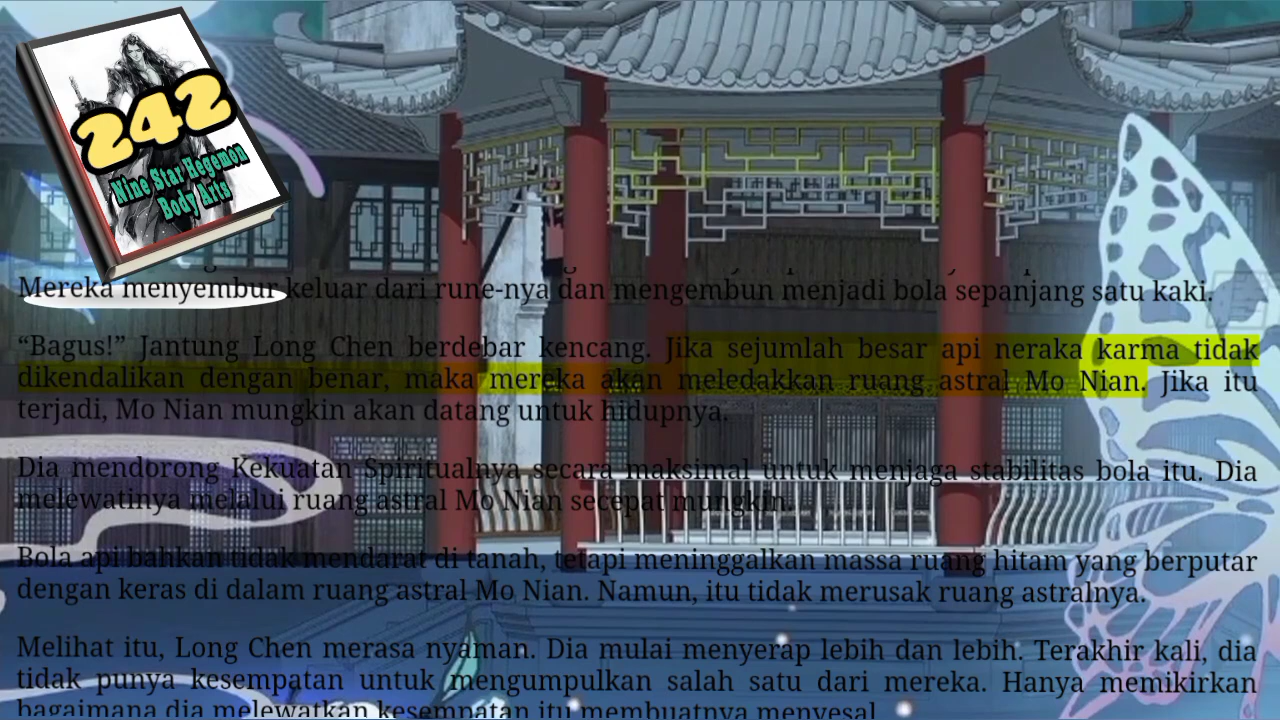 242
Nine Star Hegemon
Body Arts
Mereka menyembur keluar dari rune-nya dan mengembun menjadi bola sepanjang satu kaki.
“Bagus!” Jantung Long Chen berdebar kencang. Jika sejumlah besar api neraka karma tidak
dikendalikan dengan benar, maka mereka akan meledakkan ruang astral Mo Nian. Jika itu
terjadi, Mo Nian mungkin akan datang untuk hidupnya.
Dia mendorong Kekuatan Spiritualnya secara maksimal untuk menjaga stabilitas bola itu. Dia
melewatinya melalui ruang astral Mo Nian secepat mungkin.
Bola api bahkan tidak mendarat di tanah, tetapi meninggalkan massa ruang hitam yang berputar
dengan keras di dalam ruang astral Mo Nian. Namun, itu tidak merusak ruang astralnya.
Melihat itu, Long Chen merasa nyaman. Dia mulai menyerap lebih dan lebih. Terakhir kali, dia
tidak punya kesempatan untuk mengumpulkan salah satu dari mereka. Hanya memikirkan
bagaimana dia melewatkan kesempatan itu membuatnya menyesal.